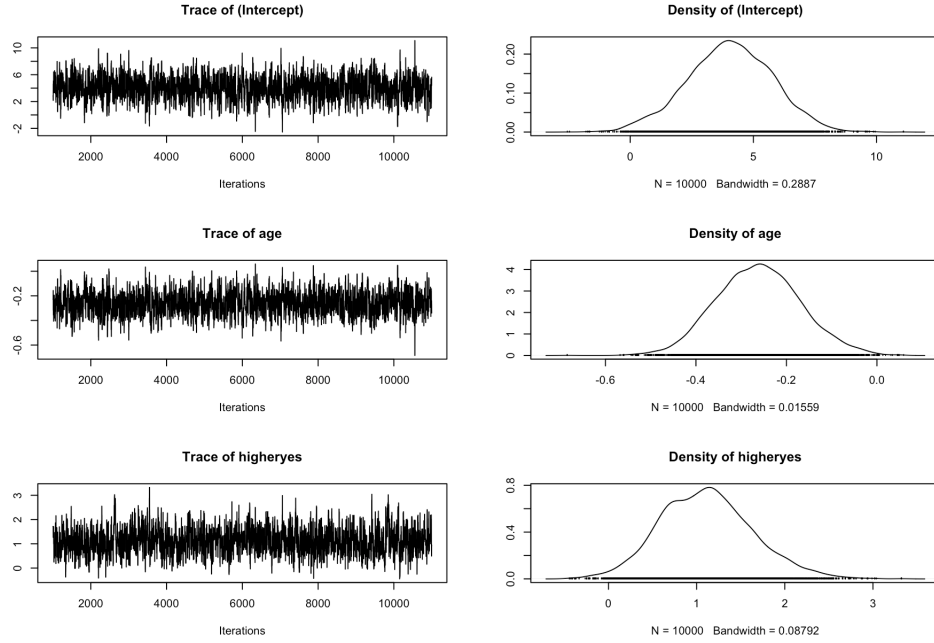 Trace of (Intercept)
-2 2 6 10
2000 4000 6000 8000 10000
Iterations
Density of (Intercept)
0.00 0.10 0.20
0 5 10
N = 10000 Bandwidth = 0.2887
Trace of age
-0.6 -0.2
2000 4000 6000 8000 10000
Iterations
Density of age
0 1 2 3 4
-0.6 -0.4 -0.2 0.0
N = 10000 Bandwidth = 0.01559
Trace of higheryes
0 1 2 3
2000 4000 6000 8000 10000
Iterations
Density of higheryes
0.0 0.4 0.8
0 1 2 3
N = 10000 Bandwidth = 0.08792